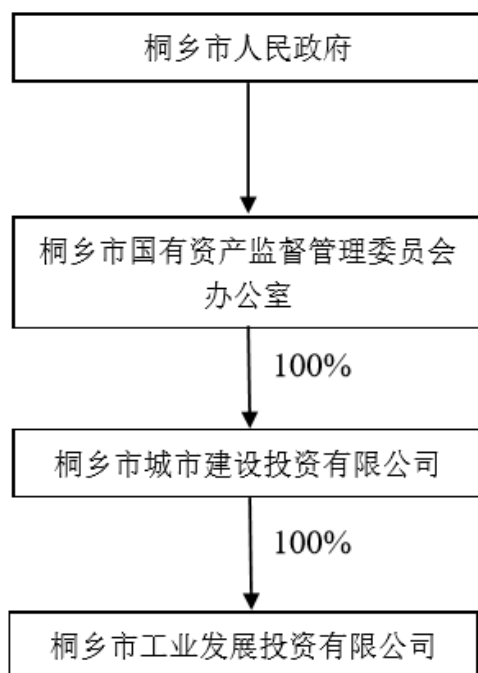 桐乡市人民政府
桐乡市国有资产监督管理委员会
办公室
100%
桐乡市城市建设投资有限公司
100%
桐乡市工业发展投资有限公司